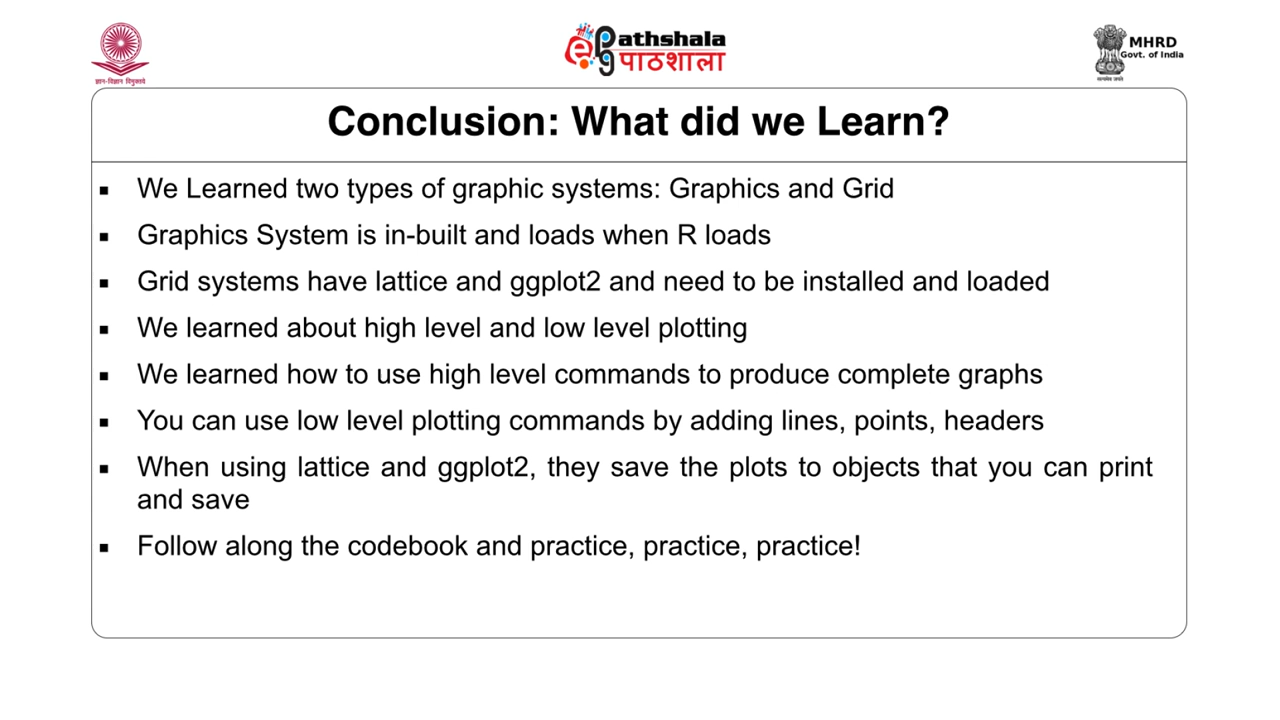 ज्ञान-विज्ञान विमुक्तये
ePg athshala
पाठशाला
MHRD
Govt. of India
सत्यमेव जयते
Conclusion: What did we Learn?
▪ We Learned two types of graphic systems: Graphics and Grid
▪ Graphics System is in-built and loads when R loads
▪ Grid systems have lattice and ggplot2 and need to be installed and loaded
▪ We learned about high level and low level plotting
▪ We learned how to use high level commands to produce complete graphs
▪ You can use low level plotting commands by adding lines, points, headers
▪ When using lattice and ggplot2, they save the plots to objects that you can print
and save
▪ Follow along the codebook and practice, practice, practice!